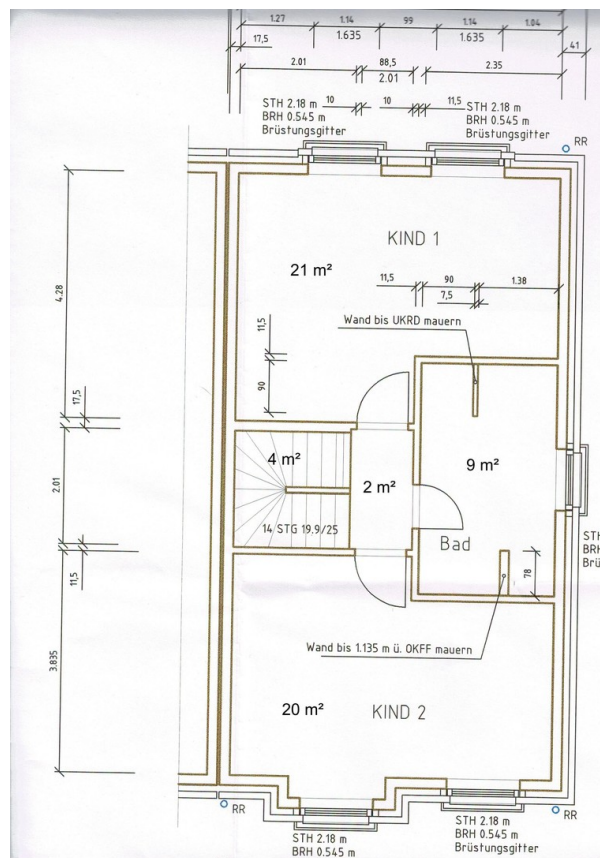 1.27 1.14 99 1.14 1.04
17,5 1.635 1.635 41
2.01 88,5 2.35
2.01
STH 2.18 m 10 10 11,5 STH 2.18 m
BRH 0.545 m BRH 0.545 m
Brüstungsgitter Brüstungsgitter
RR
KIND 1
21 m²
11,5 90 1.38
7,5
4.28
Wand bis UKRD mauern
11,5
90
17,5
4 m²
9 m²
2 m²
2.01
14 STG 19,9/25
Bad
STH
BRH
Brü
11,5
78
Wand bis 1.135 m ü. OKFF mauern
3.835
20 m²
KIND 2
RR
RR
STH 2.18 m
BRH 0.545 m
Brüstungsgitter
STH 2.18 m
BRH 0.545 m